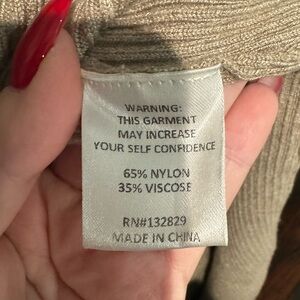 WARNING:
THIS GARMENT
MAY INCREASE
YOUR SELF CONFIDENCE
65% NYLON
35% VISCOSE
RN#132829
MADE IN CHINA